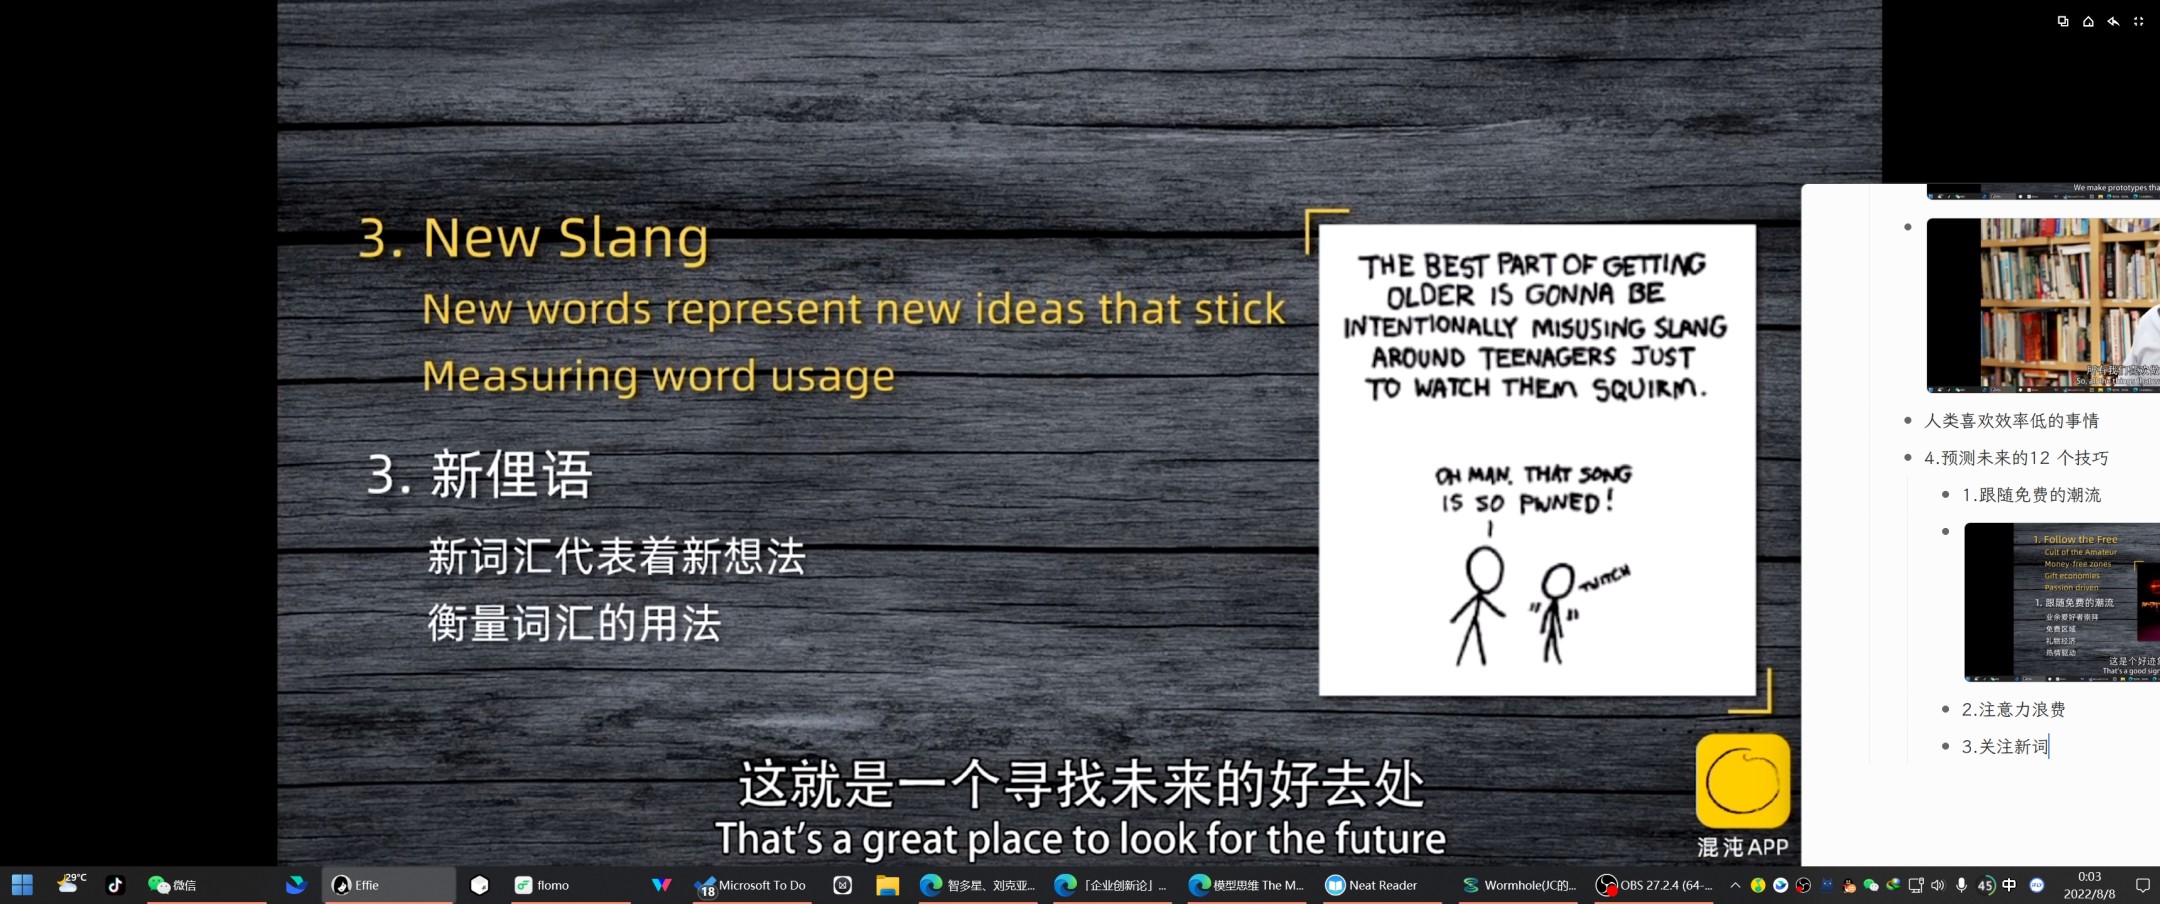 3. New Slang
New words represent new ideas that stick
Measuring word usage
3. 新俚语
新词汇代表着新想法
衡量词汇的用法
THE BEST PART OF GETTING
OLDER IS GONNA BE
INTENTIONALLY MISUSING SLANG
AROUND TEENAGERS JUST
TO WATCH THEM SQUIRM.
OH MAN, THAT SONG
IS SO PWNED!
TWITCH
这就是一个寻找未来的好去处
That's a great place to look for the future
混沌APP
We make prototypes tha
人类喜欢效率低的事情
4.预测未来的12 个技巧
1.跟随免费的潮流
1. Follow the Free
Cult of the Amateur
Money-free zones
Gift economies
Passion driven
1. 跟随免费的潮流
业余爱好者崇拜
免费区域
礼物经济
热情驱动
这是个好迹象
That's a good sign
2.注意力浪费
3.关注新词
29°C
微信
Effie
flomo
18
Microsoft To Do
智多星、刘克亚...
「企业创新论」...
模型思维 The M...
Neat Reader
Wormhole(JC的...
OBS 27.2.4 (64-...
45
中
0:03
2022/8/8